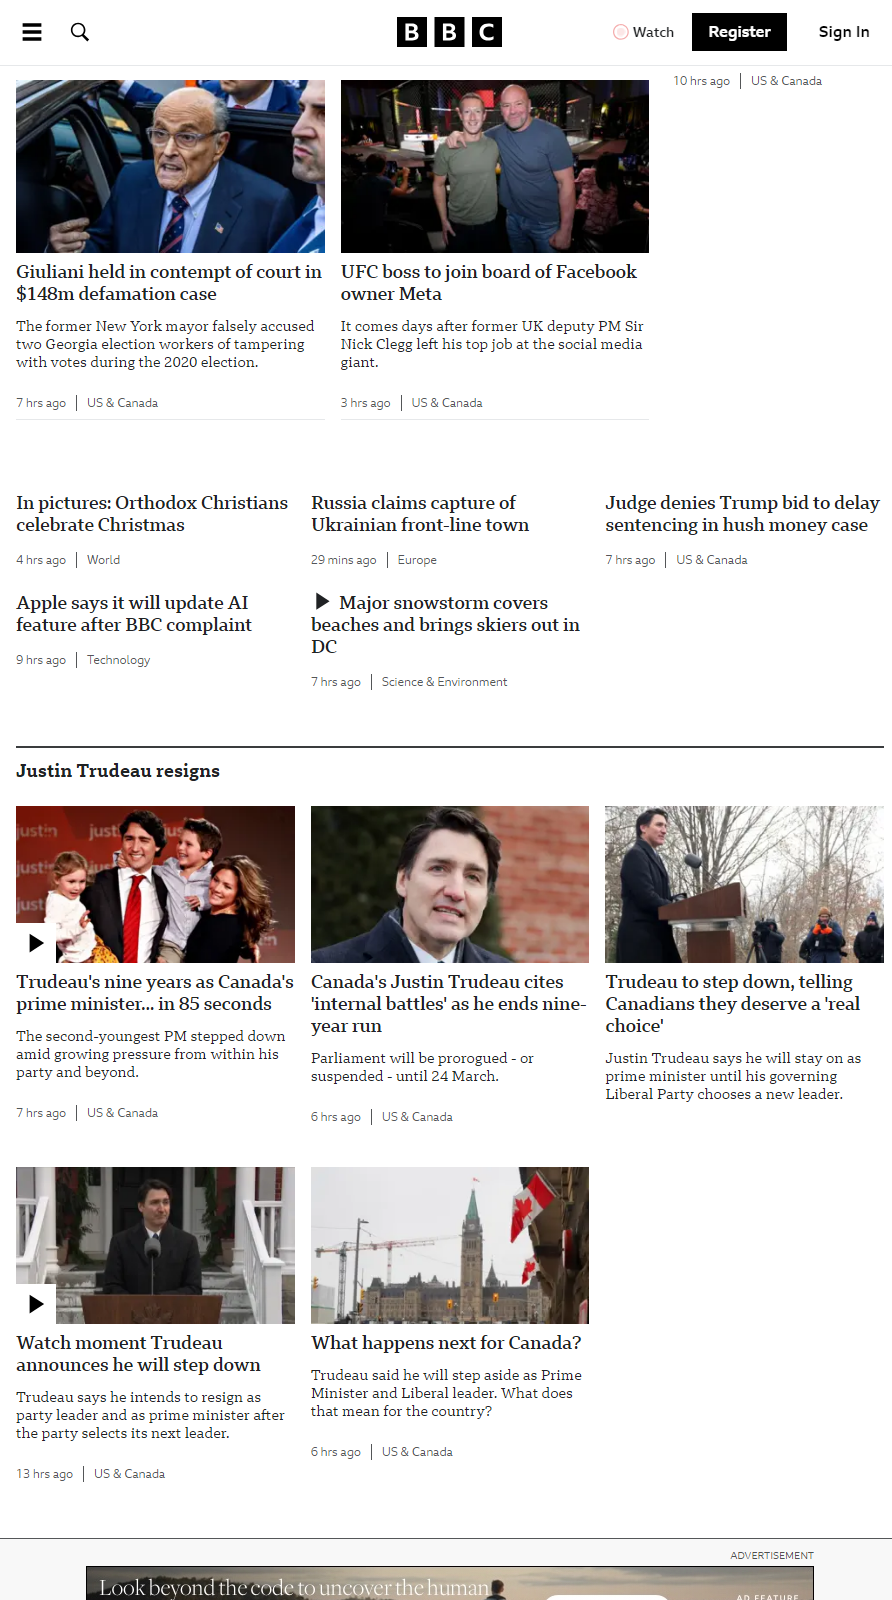 BBC
Watch
Register
Sign In
10 hrs ago | US & Canada
Giuliani held in contempt of court in
$148m defamation case
The former New York mayor falsely accused
two Georgia election workers of tampering
with votes during the 2020 election.
7 hrs ago | US & Canada
UFC boss to join board of Facebook
owner Meta
It comes days after former UK deputy PM Sir
Nick Clegg left his top job at the social media
giant.
3 hrs ago | US & Canada
In pictures: Orthodox Christians
celebrate Christmas
4 hrs ago | World
Russia claims capture of
Ukrainian front-line town
29 mins ago | Europe
Judge denies Trump bid to delay
sentencing in hush money case
7 hrs ago | US & Canada
Apple says it will update AI
feature after BBC complaint
9 hrs ago | Technology
Major snowstorm covers
beaches and brings skiers out in
DC
7 hrs ago | Science & Environment
Justin Trudeau resigns
justin justin
justin
Trudeau's nine years as Canada's
prime minister... in 85 seconds
The second-youngest PM stepped down
amid growing pressure from within his
party and beyond.
7 hrs ago | US & Canada
Canada's Justin Trudeau cites
'internal battles' as he ends nine-
year run
Parliament will be prorogued - or
suspended - until 24 March.
6 hrs ago | US & Canada
Trudeau to step down, telling
Canadians they deserve a 'real
choice'
Justin Trudeau says he will stay on as
prime minister until his governing
Liberal Party chooses a new leader.
Watch moment Trudeau
announces he will step down
Trudeau says he intends to resign as
party leader and as prime minister after
the party selects its next leader.
13 hrs ago | US & Canada
What happens next for Canada?
Trudeau said he will step aside as Prime
Minister and Liberal leader. What does
that mean for the country?
6 hrs ago | US & Canada
ADVERTISEMENT
Look beyond the code to uncover the human
AD FEATURE